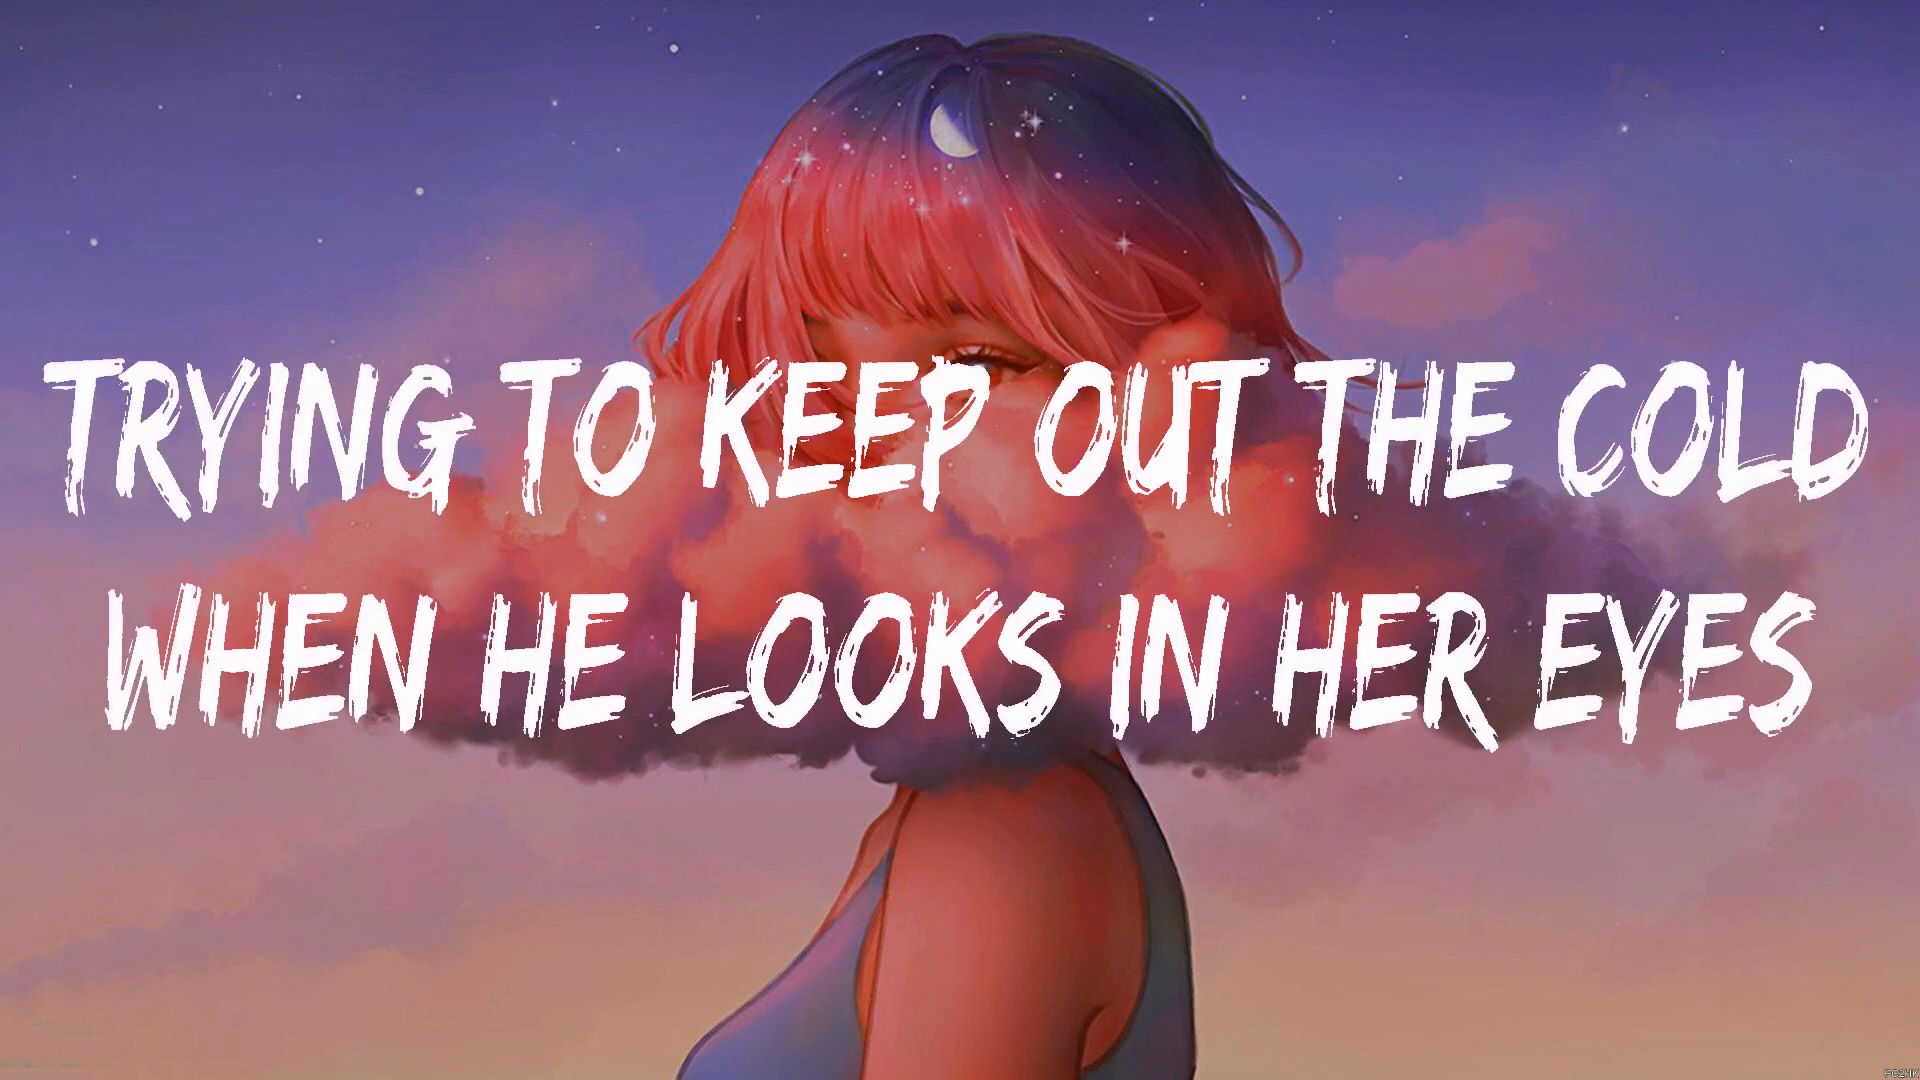 TRYING TO KEEP OUT THE COLD
WHEN HE LOOKS IN HER EYES